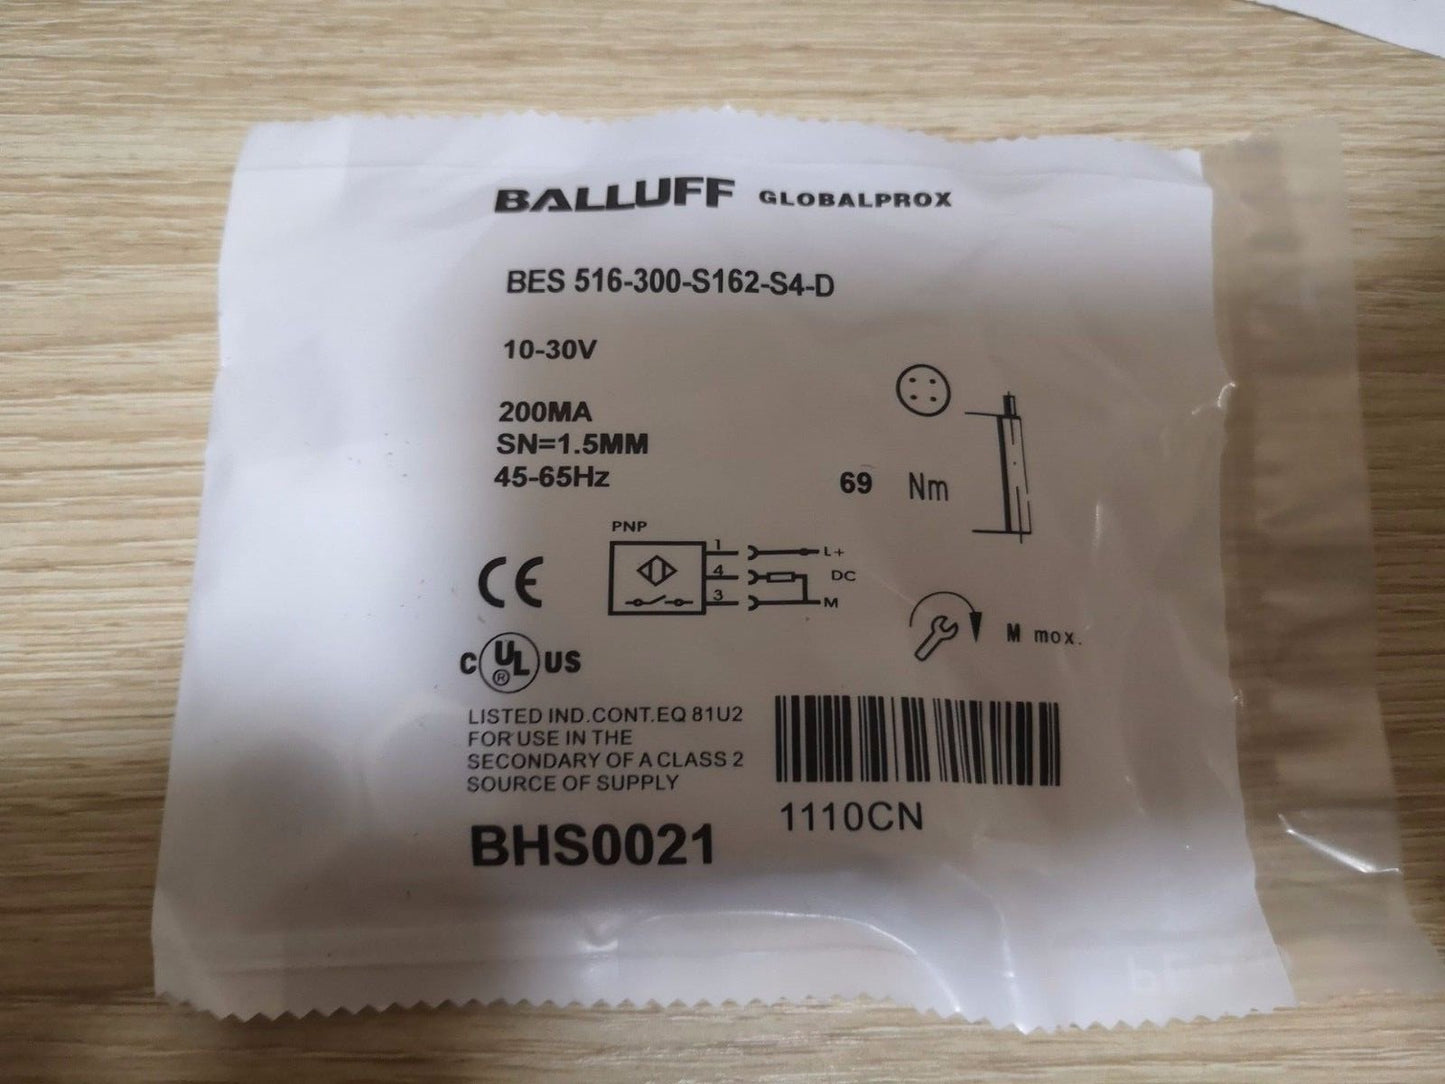 BALLUFF GLOBALPROX
BES 516-300-S162-S4-D
10-30V
200MA
SN=1.5MM
45-65Hz
69 Nm
PNP
1 L+
4 DC
3 M
CE
M mox.
C UL US
®
LISTED IND.CONT.EQ 81U2
FOR USE IN THE
SECONDARY OF A CLASS 2
SOURCE OF SUPPLY
1110CN
BHS0021